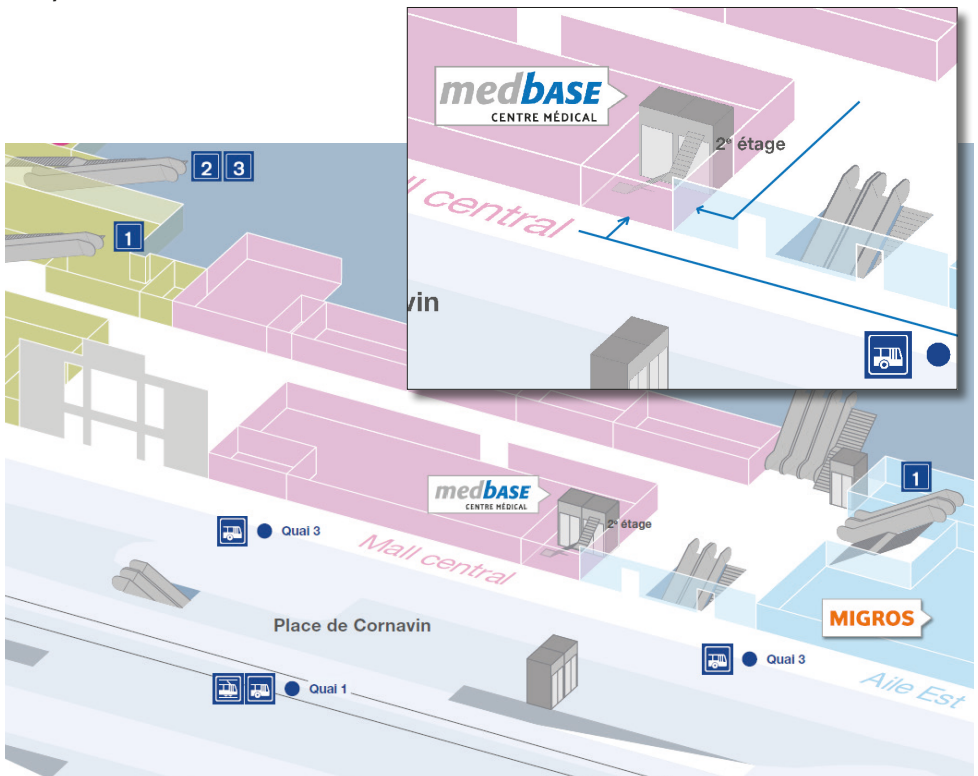 medBASE
CENTRE MÉDICAL
2e étage
Mall central
vin
2 3
1
medBASE
CENTRE MÉDICAL
2e étage
1
Quai 3
Mall central
MIGROS
Place de Cornavin
Quai 3
Quai 1
Aile Est